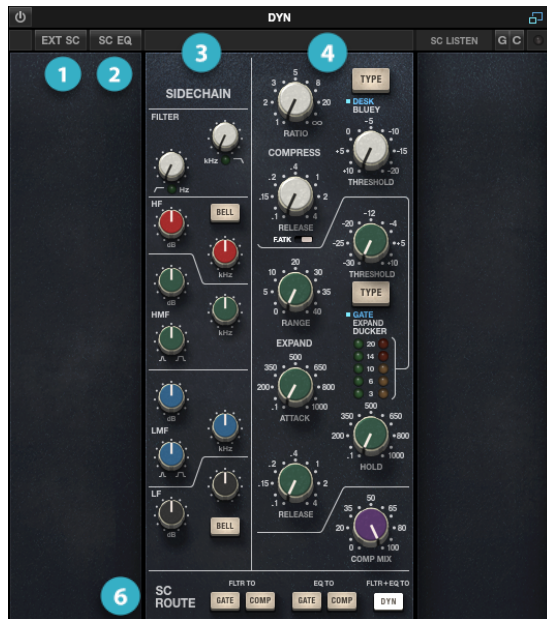 DYN
EXT SC
SC EQ
SC LISTEN
G
C
1
2
3
4
SIDECHAIN
FILTER
kHz
Hz
HF
BELL
dB
kHz
dB
HMF
kHz
dB
LMF
kHz
LF
dB
BELL
1
2
3
5
8
20
∞
RATIO
TYPE
DESK
BLUEY
COMPRESS
+10
+5
0
-5
-10
-15
-20
THRESHOLD
.1
.15
.2
.4
1
2
4
RELEASE
F.ATK
-30
-25
-20
-12
-4
+5
-10
THRESHOLD
0
5
10
20
30
35
40
RANGE
TYPE
GATE
EXPAND
DUCKER
20
14
10
6
3
EXPAND
.1
200
350
500
650
800
1000
ATTACK
.1
200
350
500
650
800
1000
HOLD
.1
.15
.2
.4
1
2
4
RELEASE
0
20
35
50
65
80
100
COMP MIX
6
SC
ROUTE
FLTR TO
GATE
COMP
EQ TO
GATE
COMP
FLTR+EQ TO
DYN